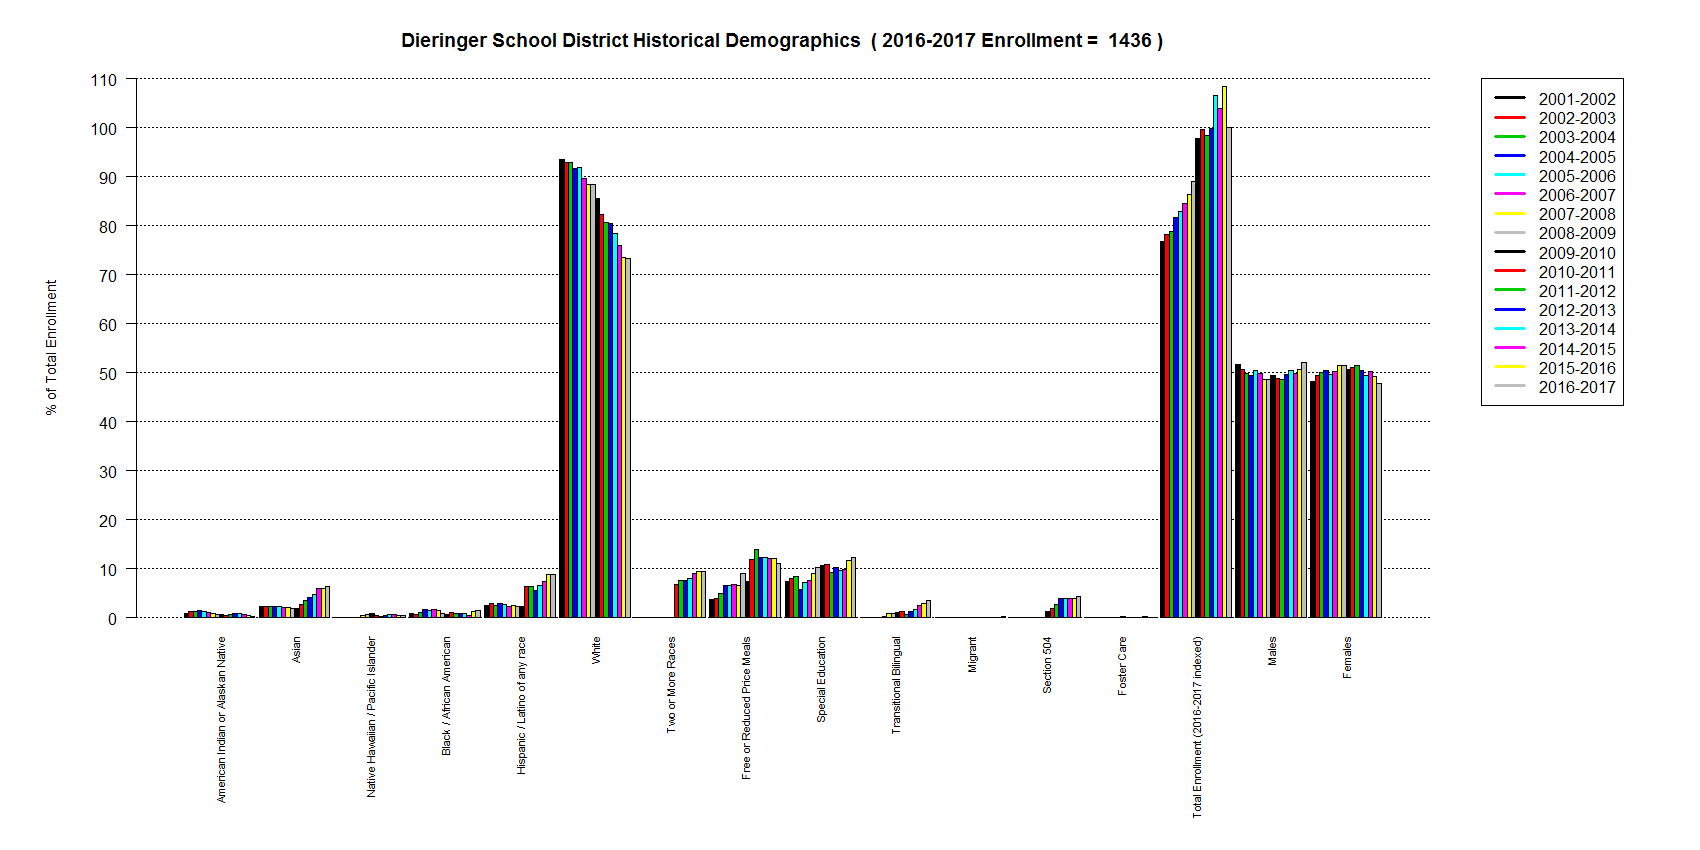 Dieringer School District Historical Demographics  ( 2016-2017 Enrollment =  1436 )
110
100
90
80
70
60
50
40
30
20
10
0
% of Total Enrollment
American Indian or Alaskan Native
Asian
Native Hawaiian / Pacific Islander
Black / African American
Hispanic / Latino of any race
White
Two or More Races
Free or Reduced Price Meals
Special Education
Transitional Bilingual
Migrant
Section 504
Foster Care
Total Enrollment (2016-2017 indexed)
Males
Females
2001-2002
2002-2003
2003-2004
2004-2005
2005-2006
2006-2007
2007-2008
2008-2009
2009-2010
2010-2011
2011-2012
2012-2013
2013-2014
2014-2015
2015-2016
2016-2017